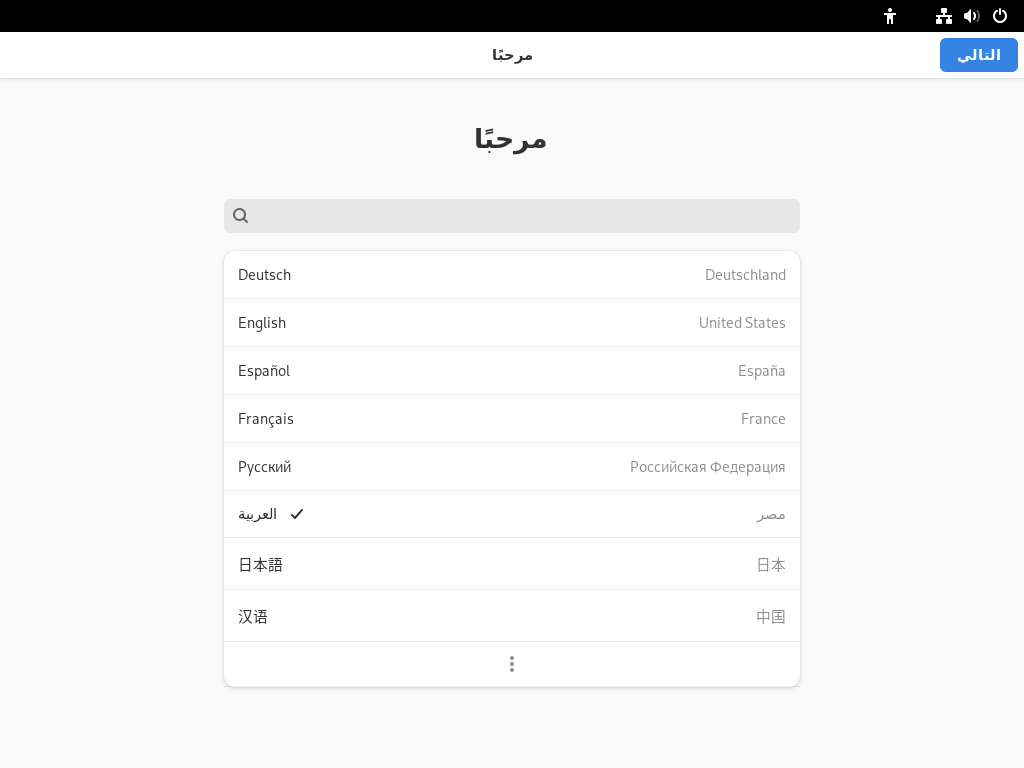 مرحبًا
التالي
مرحبًا
Deutsch Deutschland
English United States
Español España
Français France
Русский Российская Федерация
العربية مصر
日本語 日本
汉语 中国